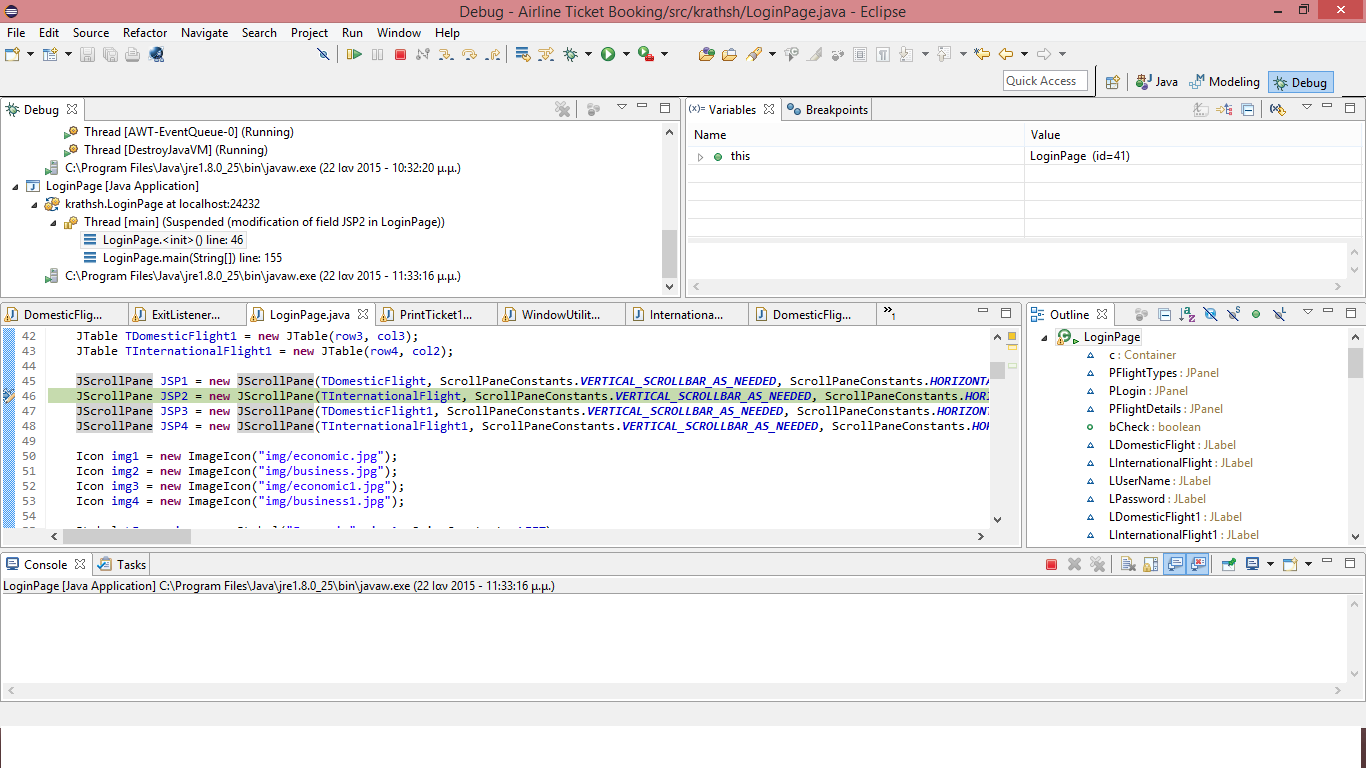 Debug - Airline Ticket Booking/src/krathsh/LoginPage.java - Eclipse
File Edit Source Refactor Navigate Search Project Run Window Help
Quick Access Java Modeling Debug
Debug
Thread [AWT-EventQueue-0] (Running)
Thread [DestroyJavaVM] (Running)
C:\Program Files\Java\jre1.8.0_25\bin\javaw.exe (22 Ιαν 2015 - 10:32:20 μ.μ.)
LoginPage [Java Application]
krathsh.LoginPage at localhost:24232
Thread [main] (Suspended (modification of field JSP2 in LoginPage))
LoginPage.<init>() line: 46
LoginPage.main(String[]) line: 155
C:\Program Files\Java\jre1.8.0_25\bin\javaw.exe (22 Ιαν 2015 - 11:33:16 μ.μ.)
(x)= Variables Breakpoints
Name Value
this LoginPage (id=41)
DomesticFlig... ExitListener... LoginPage.java PrintTicket1... WindowUtilit... Internationa... DomesticFlig... »1
42 JTable TDomesticFlight1 = new JTable(row3, col3);
43 JTable TInternationalFlight1 = new JTable(row4, col2);
44
45 JScrollPane JSP1 = new JScrollPane(TDomesticFlight, ScrollPaneConstants.VERTICAL_SCROLLBAR_AS_NEEDED, ScrollPaneConstants.HORIZONTA
46 JScrollPane JSP2 = new JScrollPane(TInternationalFlight, ScrollPaneConstants.VERTICAL_SCROLLBAR_AS_NEEDED, ScrollPaneConstants.HORI
47 JScrollPane JSP3 = new JScrollPane(TDomesticFlight1, ScrollPaneConstants.VERTICAL_SCROLLBAR_AS_NEEDED, ScrollPaneConstants.HORIZONT
48 JScrollPane JSP4 = new JScrollPane(TInternationalFlight1, ScrollPaneConstants.VERTICAL_SCROLLBAR_AS_NEEDED, ScrollPaneConstants.HOR
49
50 Icon img1 = new ImageIcon("img/economic.jpg");
51 Icon img2 = new ImageIcon("img/business.jpg");
52 Icon img3 = new ImageIcon("img/economic1.jpg");
53 Icon img4 = new ImageIcon("img/business1.jpg");
54
Outline
LoginPage
c : Container
PFlightTypes : JPanel
PLogin : JPanel
PFlightDetails : JPanel
bCheck : boolean
LDomesticFlight : JLabel
LInternationalFlight : JLabel
LUserName : JLabel
LPassword : JLabel
LDomesticFlight1 : JLabel
LInternationalFlight1 : JLabel
Console Tasks
LoginPage [Java Application] C:\Program Files\Java\jre1.8.0_25\bin\javaw.exe (22 Ιαν 2015 - 11:33:16 μ.μ.)